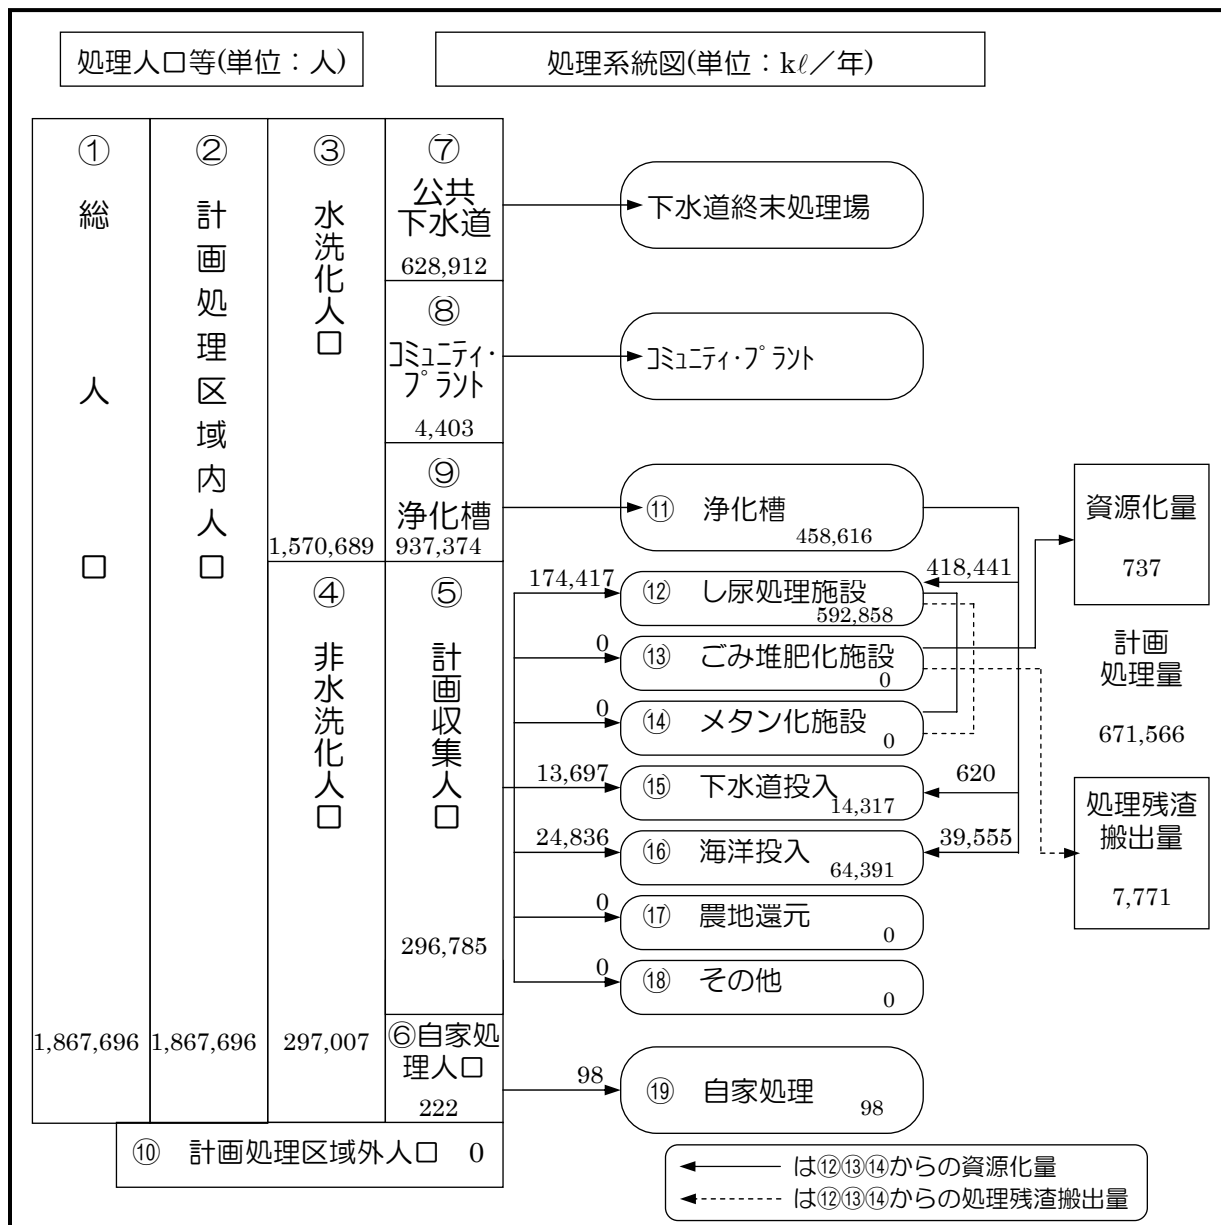 処理人口等(単位：人)
処理系統図(単位：kℓ／年)
①
総
人
口
1,867,696
②
計画処理区域内人口
1,867,696
③
水洗化人口
1,570,689
④
非水洗化人口
297,007
⑦
公共
下水道
628,912
⑧
コミュニティ・
プラント
4,403
⑨
浄化槽
937,374
⑤
計画収集人口
296,785
⑥自家処
理人口
222
⑩ 計画処理区域外人口 0
下水道終末処理場
コミュニティ・プラント
⑪ 浄化槽
458,616
174,417
⑫ し尿処理施設
592,858
418,441
0
⑬ ごみ堆肥化施設
0
0
⑭ メタン化施設
0
13,697
⑮ 下水道投入
14,317
620
24,836
⑯ 海洋投入
64,391
39,555
0
⑰ 農地還元
0
0
⑱ その他
0
98
⑲ 自家処理
98
資源化量
737
計画
処理量
671,566
処理残渣
搬出量
7,771
は⑫⑬⑭からの資源化量
は⑫⑬⑭からの処理残渣搬出量